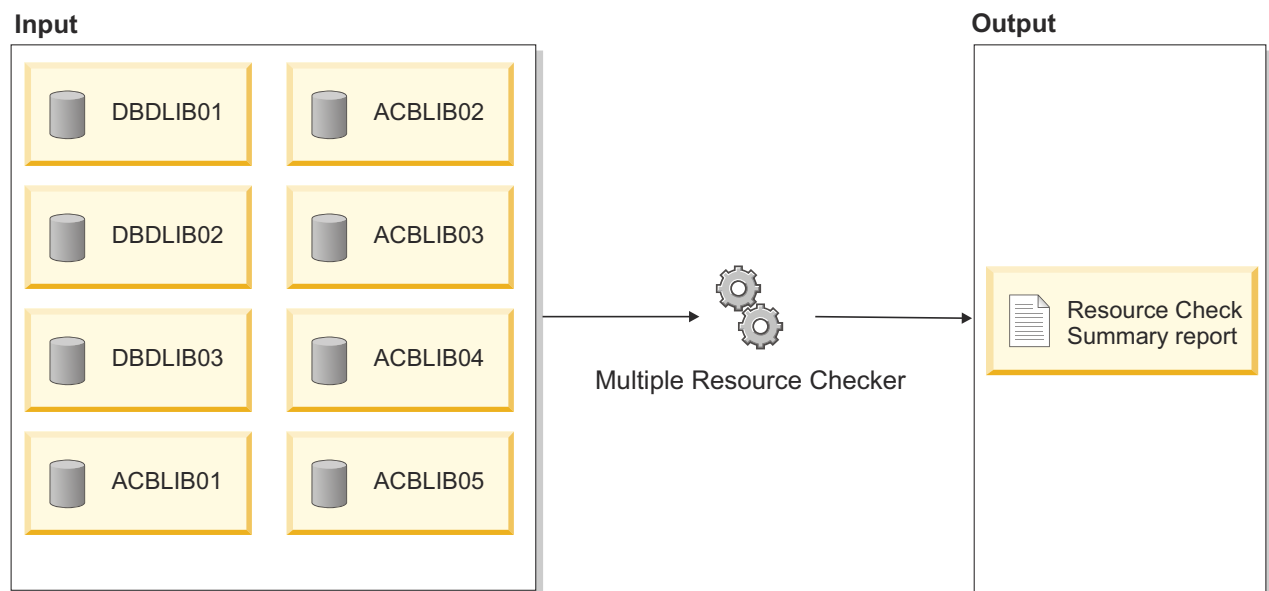 Input
DBDLIB01
ACBLIB02
DBDLIB02
ACBLIB03
DBDLIB03
ACBLIB04
ACBLIB01
ACBLIB05
Multiple Resource Checker
Output
Resource Check
Summary report